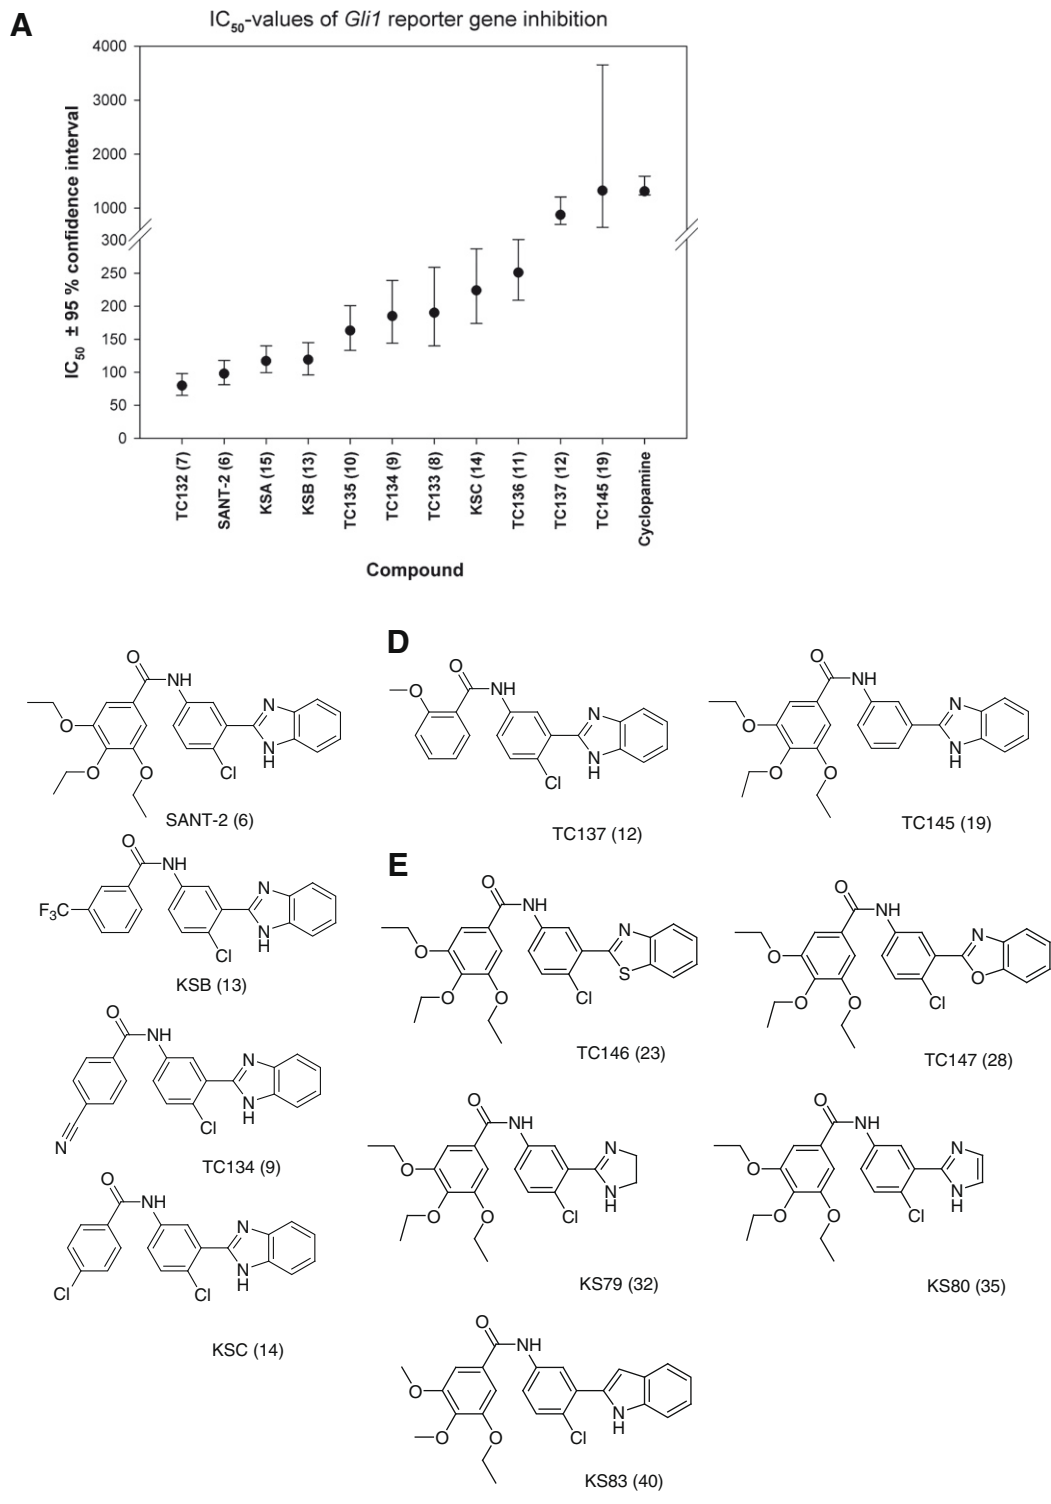 A
IC50-values of Gli1 reporter gene inhibition
IC50 ± 95 % confidence interval
4000
3000
2000
1000
300
250
200
150
100
50
0
TC132 (7)
SANT-2 (6)
KSA (15)
KSB (13)
TC135 (10)
TC134 (9)
TC133 (8)
KSC (14)
TC136 (11)
TC137 (12)
TC145 (19)
Cyclopamine
Compound
O
NH
N
N
H
Cl
O
O
O
SANT-2 (6)
O
NH
F3C
N
N
H
Cl
KSB (13)
O
NH
N
N
H
Cl
N
TC134 (9)
O
NH
N
N
H
Cl
Cl
KSC (14)
D
O
O
NH
N
N
H
Cl
TC137 (12)
O
NH
O
O
O
N
N
H
TC145 (19)
E
O
NH
O
O
O
N
S
Cl
TC146 (23)
O
NH
O
O
O
N
O
Cl
TC147 (28)
O
NH
O
O
O
N
N
H
Cl
KS79 (32)
O
NH
O
O
O
N
N
H
Cl
KS80 (35)
O
NH
O
O
O
N
H
Cl
KS83 (40)